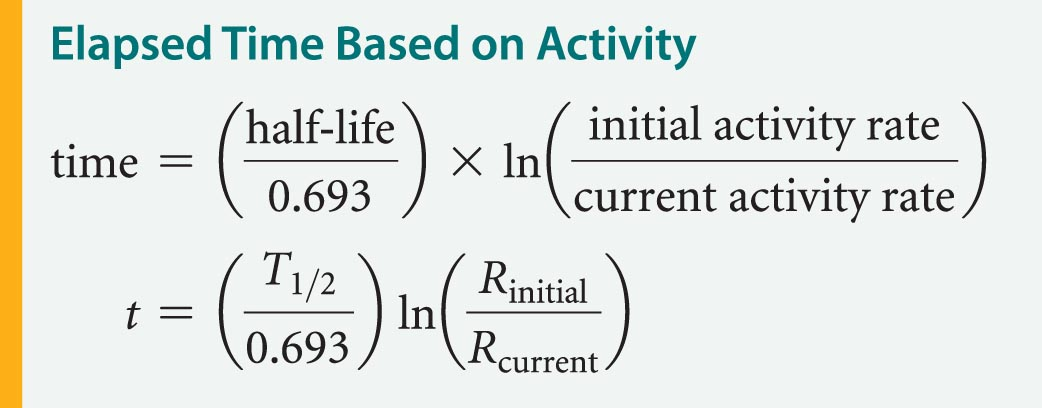 Elapsed Time Based on Activity
time = (half-life / 0.693) × ln(initial activity rate / current activity rate)
t = (T1/2 / 0.693) ln(Rinitial / Rcurrent)